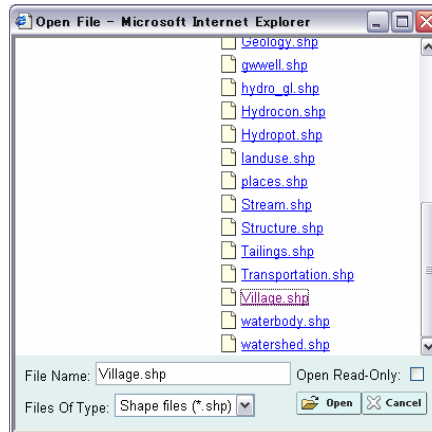 Open File - Microsoft Internet Explorer
Geology.shp
gwwell.shp
hydro_gl.shp
Hydrocon.shp
Hydropot.shp
landuse.shp
places.shp
Stream.shp
Structure.shp
Tailings.shp
Transportation.shp
Village.shp
waterbody.shp
watershed.shp
File Name: Village.shp Open Read-Only:
Files Of Type: Shape files (*.shp) Open Cancel